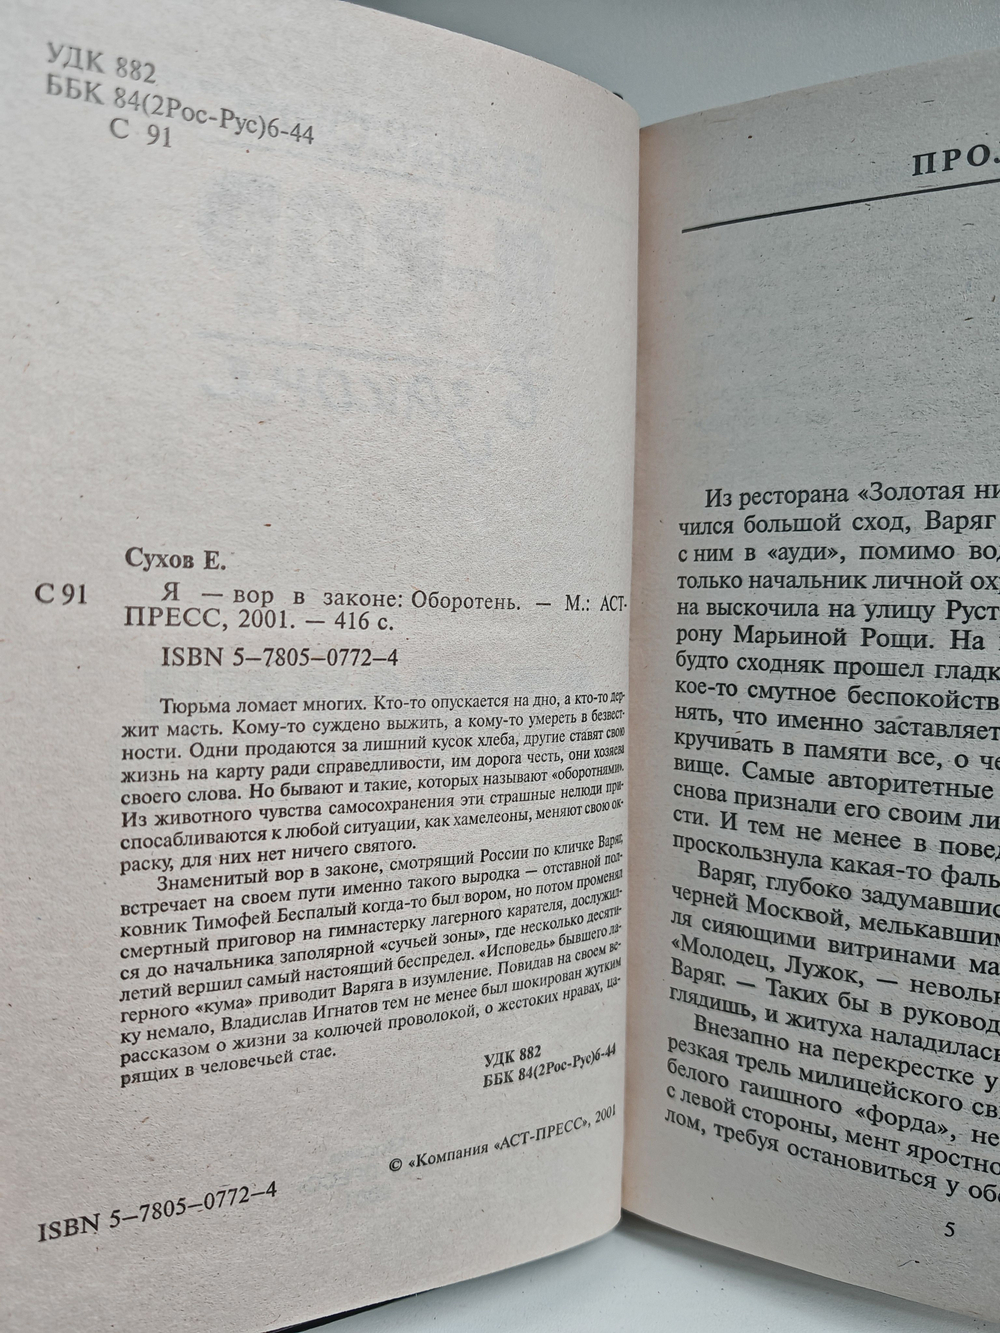 УДК 882
ББК 84(2Рос-Рус)6-44
С 91
Сухов Е.
С 91 Я — вор в законе: Оборотень. — М.: АСТ-
ПРЕСС, 2001. — 416 с.
ISBN 5–7805–0772–4
Тюрьма ломает многих. Кто-то опускается на дно, а кто-то дер-
жит масть. Кому-то суждено выжить, а кому-то умереть в безвест-
ности. Одни продаются за лишний кусок хлеба, другие ставят свою
жизнь на карту ради справедливости, им дорога честь, они хозяева
своего слова. Но бывают и такие, которых называют «оборотнями».
Из животного чувства самосохранения эти страшные нелюди при-
спосабливаются к любой ситуации, как хамелеоны, меняют свою ок-
раску, для них нет ничего святого.
Знаменитый вор в законе, смотрящий России по кличке Варяг,
встречает на своем пути именно такого выродка — отставной пол-
ковник Тимофей Беспалый когда-то был вором, но потом променял
смертный приговор на гимнастерку лагерного карателя, дослужил-
ся до начальника заполярной «сучьей зоны», где несколько десяти-
летий вершил самый настоящий беспредел. «Исповедь» бывшего ла-
герного «кума» приводит Варяга в изумление. Повидав на своем ве-
ку немало, Владислав Игнатов тем не менее был шокирован жутким
рассказом о жизни за колючей проволокой, о жестоких нравах, ца-
рящих в человечьей стае.
УДК 882
ББК 84(2Рос-Рус)6-44
© «Компания «АСТ-ПРЕСС», 2001
ISBN 5–7805–0772–4
ПРОЛ
Из ресторана «Золотая ни
чился большой сход, Варяг
с ним в «ауди», помимо вод
только начальник личной ох
на выскочила на улицу Руст
рону Марьиной Рощи. На
будто сходняк прошел гладк
кое-то смутное беспокойств
нять, что именно заставляет
кручивать в памяти все, о че
вище. Самые авторитетные
снова признали его своим ли
сти. И тем не менее в повед
проскользнула какая-то фаль
Варяг, глубоко задумавшис
черней Москвой, мелькавшим
ля сияющими витринами ма
«Молодец, Лужок, — невольн
Варяг. — Таких бы в руковод
глядишь, и житуха наладилась
Внезапно на перекрестке у
резкая трель милицейского св
белого гаишного «форда», не
с левой стороны, мент яростно
лом, требуя остановиться у обо
5